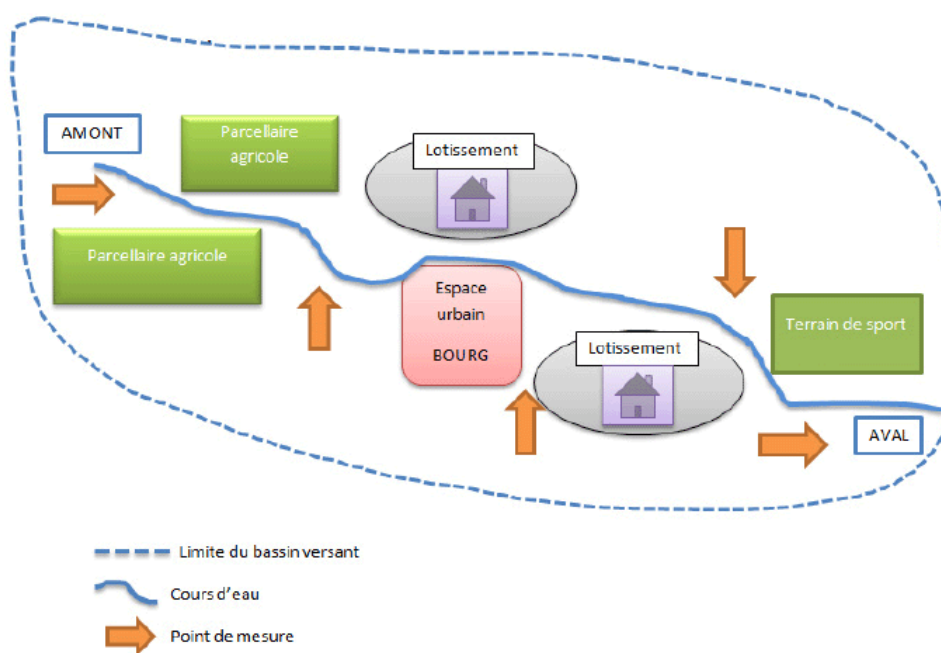 AMONT
Parcellaire
agricole
Lotissement
Parcellaire agricole
Espace
urbain
BOURG
Lotissement
Terrain de sport
AVAL
Limite du bassin versant
Cours d'eau
Point de mesure